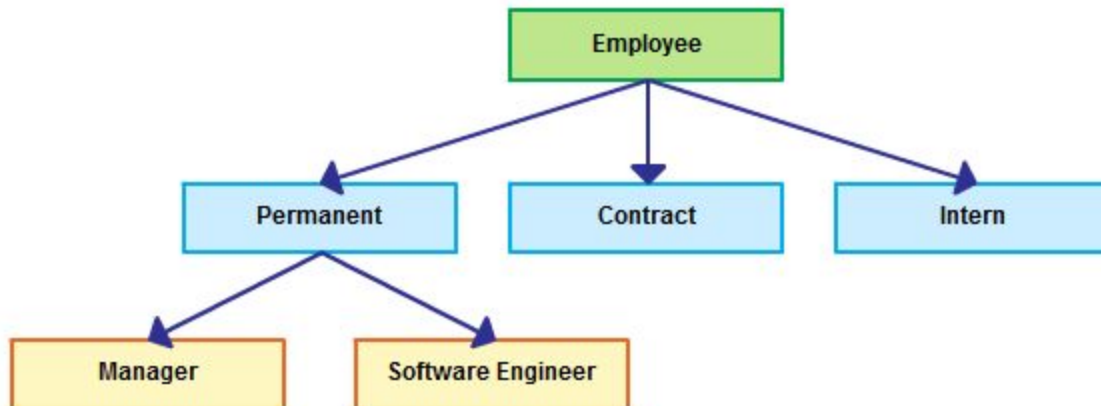 Employee
Permanent
Contract
Intern
Manager
Software Engineer